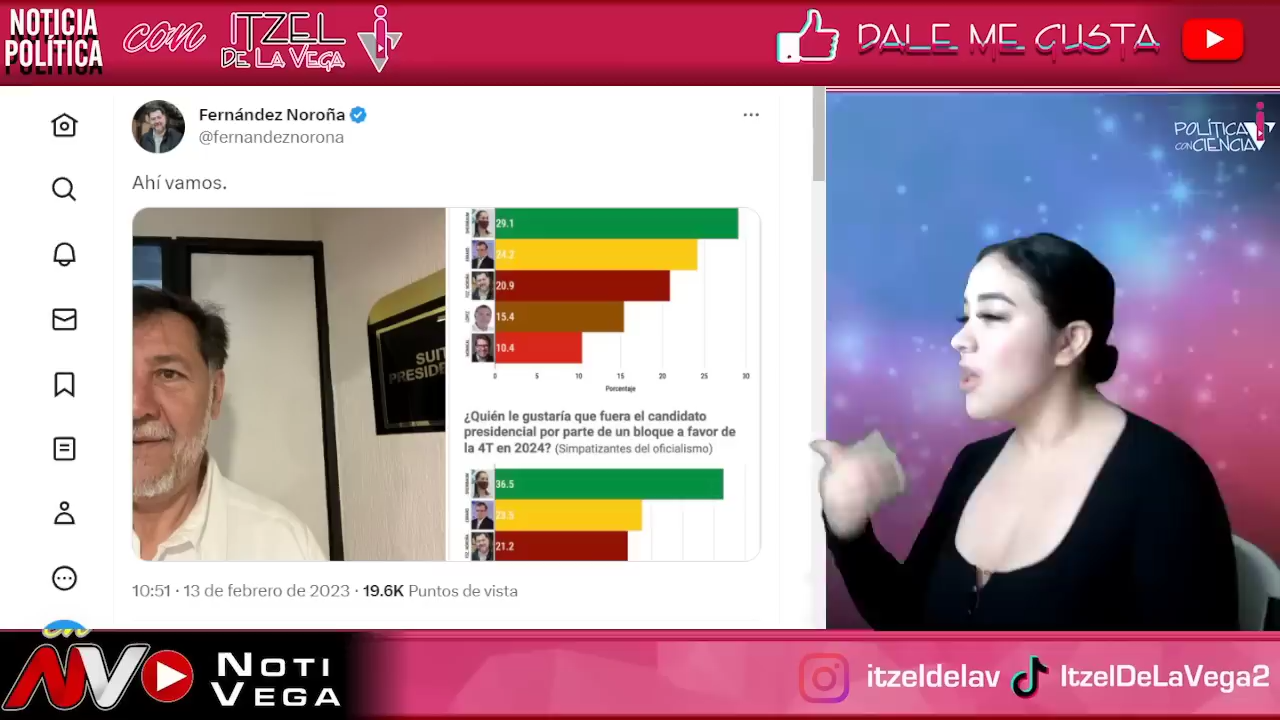 NOTICIA
POLÍTICA
con
ITZEL
DE LA VEGA
DALE ME GUSTA
Fernández Noroña
@fernandeznorona
Ahí vamos.
SUIT
PRESIDE
29.1
24.2
20.9
15.4
10.4
0 5 10 15 20 25 30
Porcentaje
¿Quién le gustaría que fuera el candidato
presidencial por parte de un bloque a favor de
la 4T en 2024? (Simpatizantes del oficialismo)
36.5
21.2
10:51 · 13 de febrero de 2023 · 19.6K Puntos de vista
POLÍTICA
CON CIENCIA
en
NV
NOTI
VEGA
itzeldelav
ItzelDeLaVega2